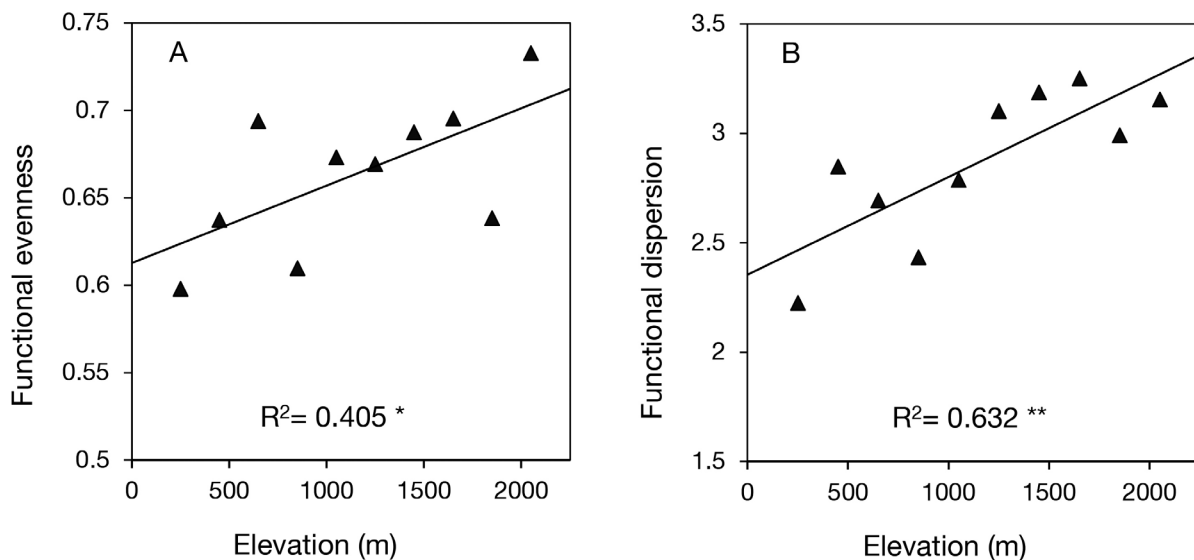 A
Functional evenness
0.75
0.7
0.65
0.6
0.55
0.5
R²= 0.405 *
0
500
1000
1500
2000
Elevation (m)
B
Functional dispersion
3.5
3
2.5
2
1.5
R²= 0.632 **
0
500
1000
1500
2000
Elevation (m)